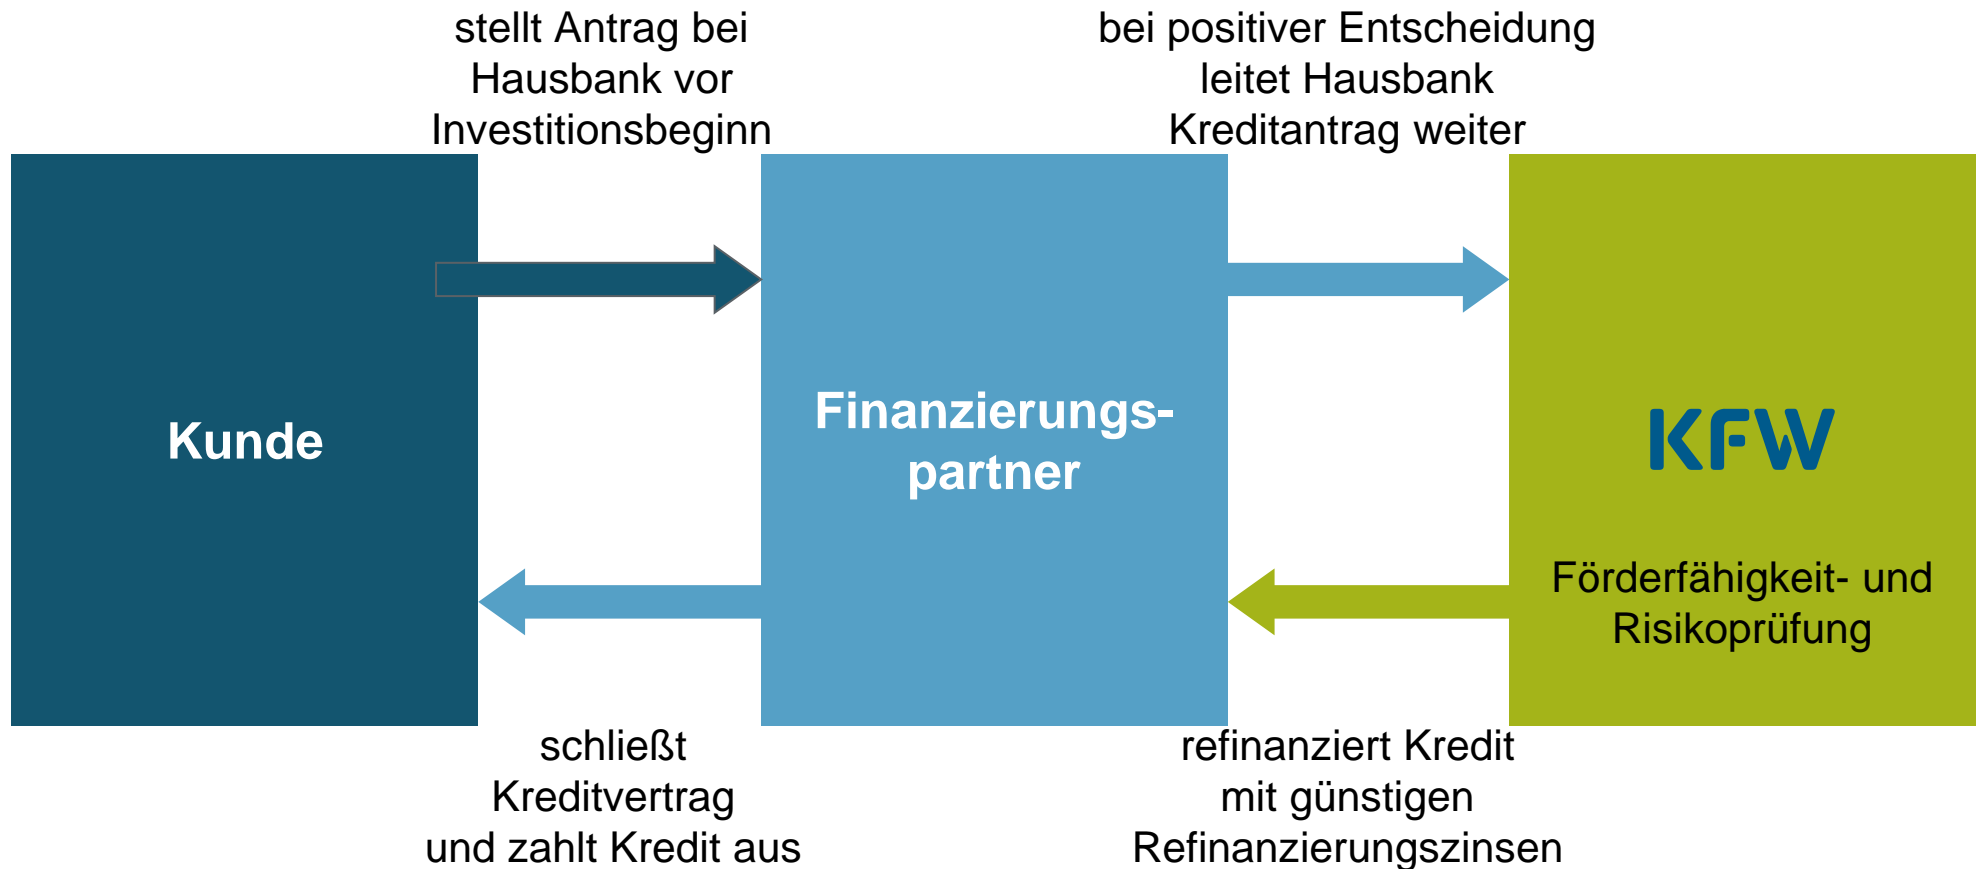 stellt Antrag bei
Hausbank vor
Investitionsbeginn
bei positiver Entscheidung
leitet Hausbank
Kreditantrag weiter
Kunde
Finanzierungs-
partner
KFW
Förderfähigkeit- und
Risikoprüfung
schließt
Kreditvertrag
und zahlt Kredit aus
refinanziert Kredit
mit günstigen
Refinanzierungszinsen